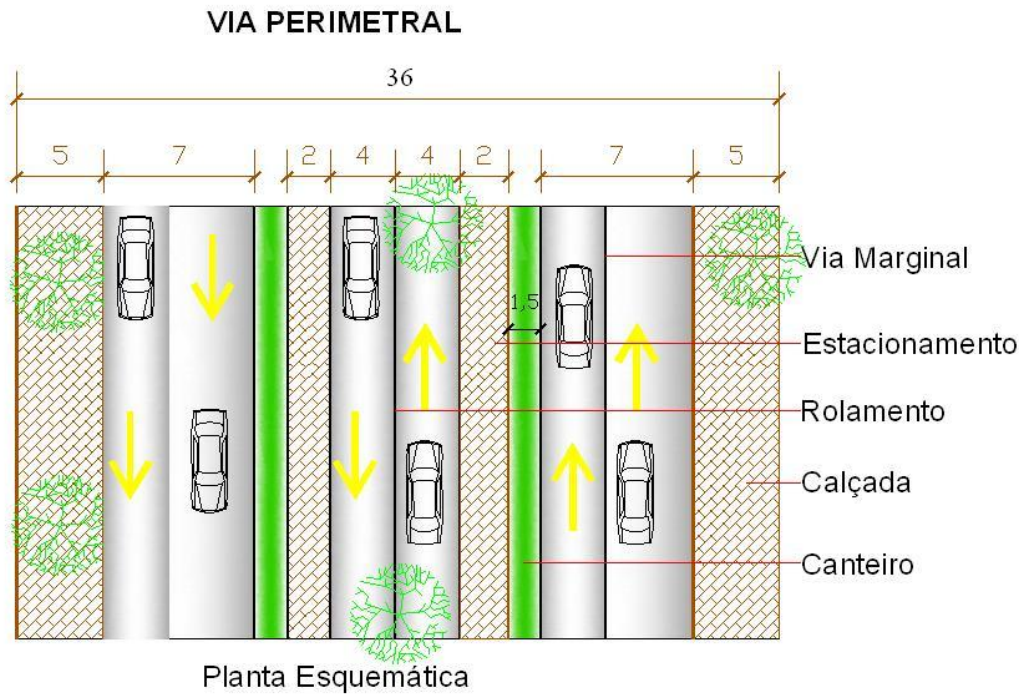 VIA PERIMETRAL
36
5 7 2 4 4 2 7 5
Via Marginal
1,5
Estacionamento
Rolamento
Calçada
Canteiro
Planta Esquemática